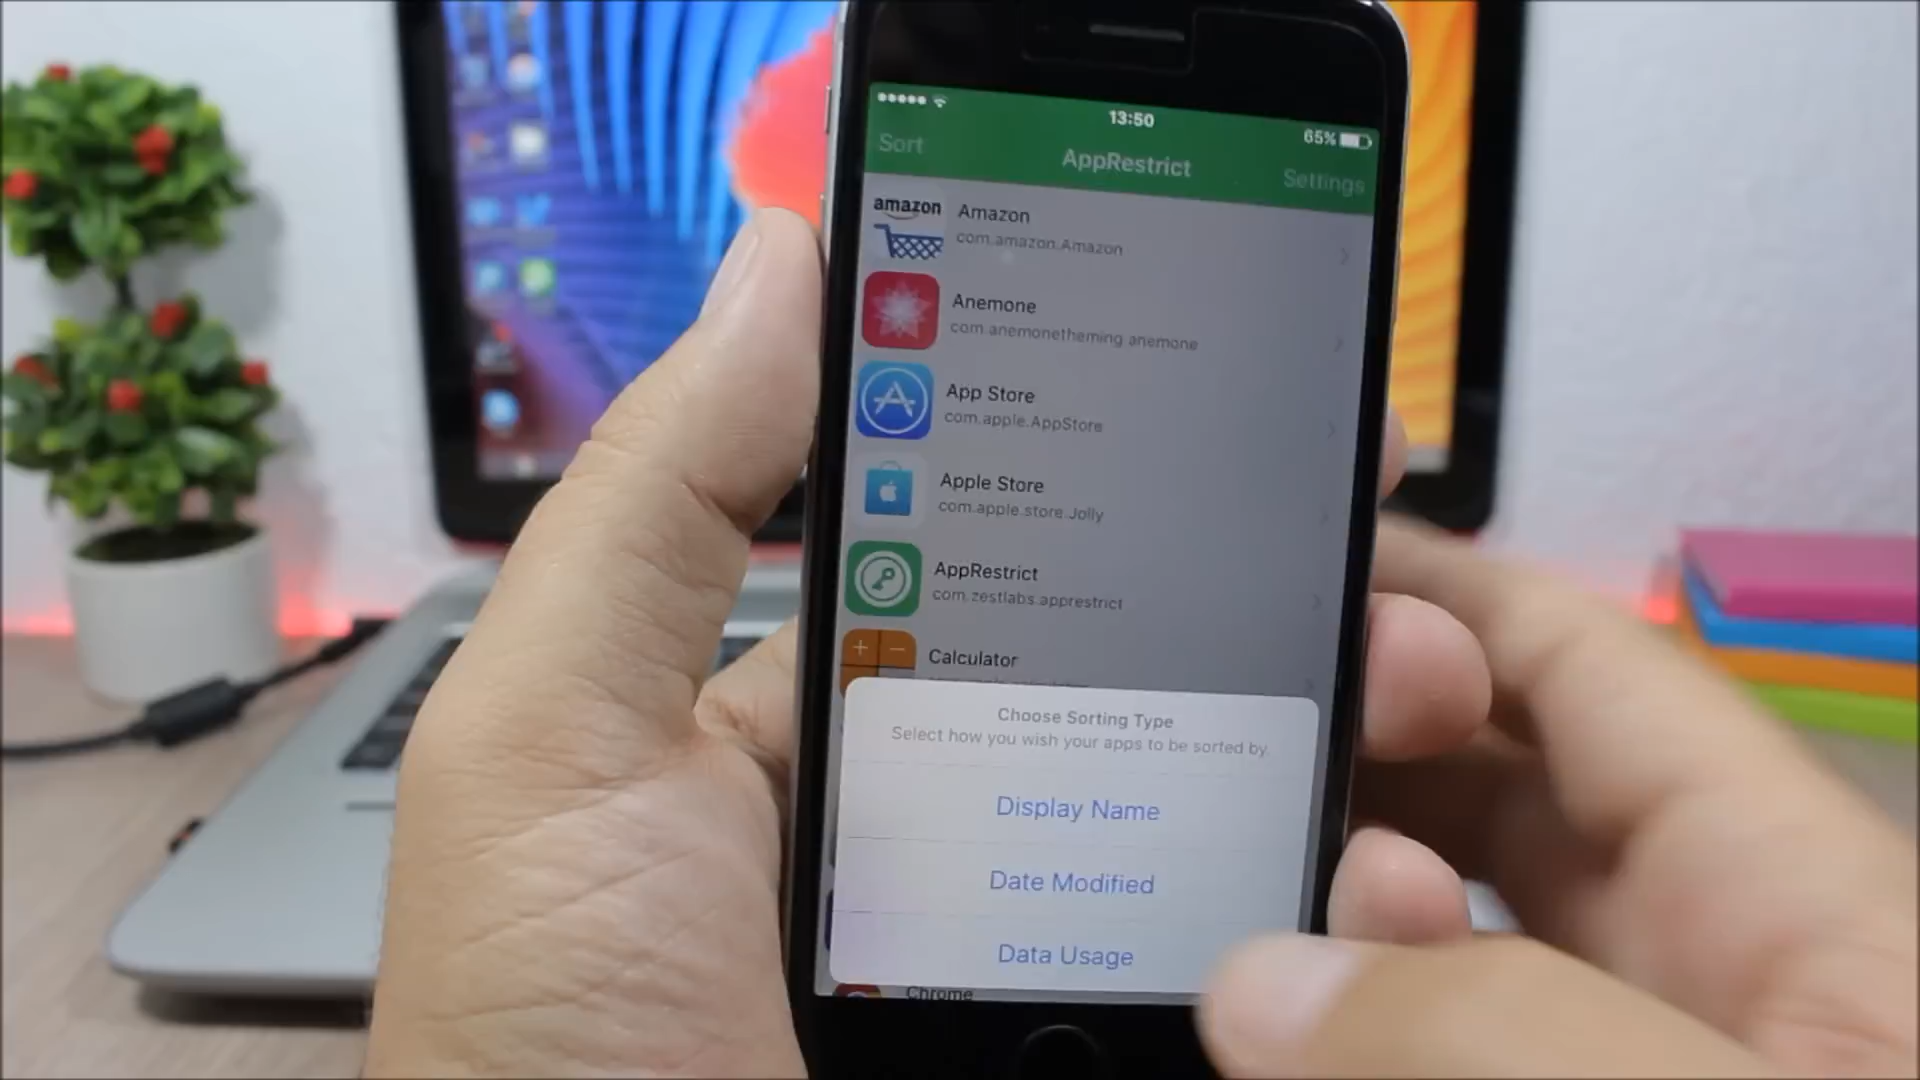 13:50
65%
Sort
AppRestrict
Settings
amazon
Amazon
com.amazon.Amazon
Anemone
com.anemonetheming.anemone
App Store
com.apple.AppStore
Apple Store
com.apple.store.Jolly
AppRestrict
com.zestlabs.apprestrict
Calculator
Choose Sorting Type
Select how you wish your apps to be sorted by.
Display Name
Date Modified
Data Usage
Chrome